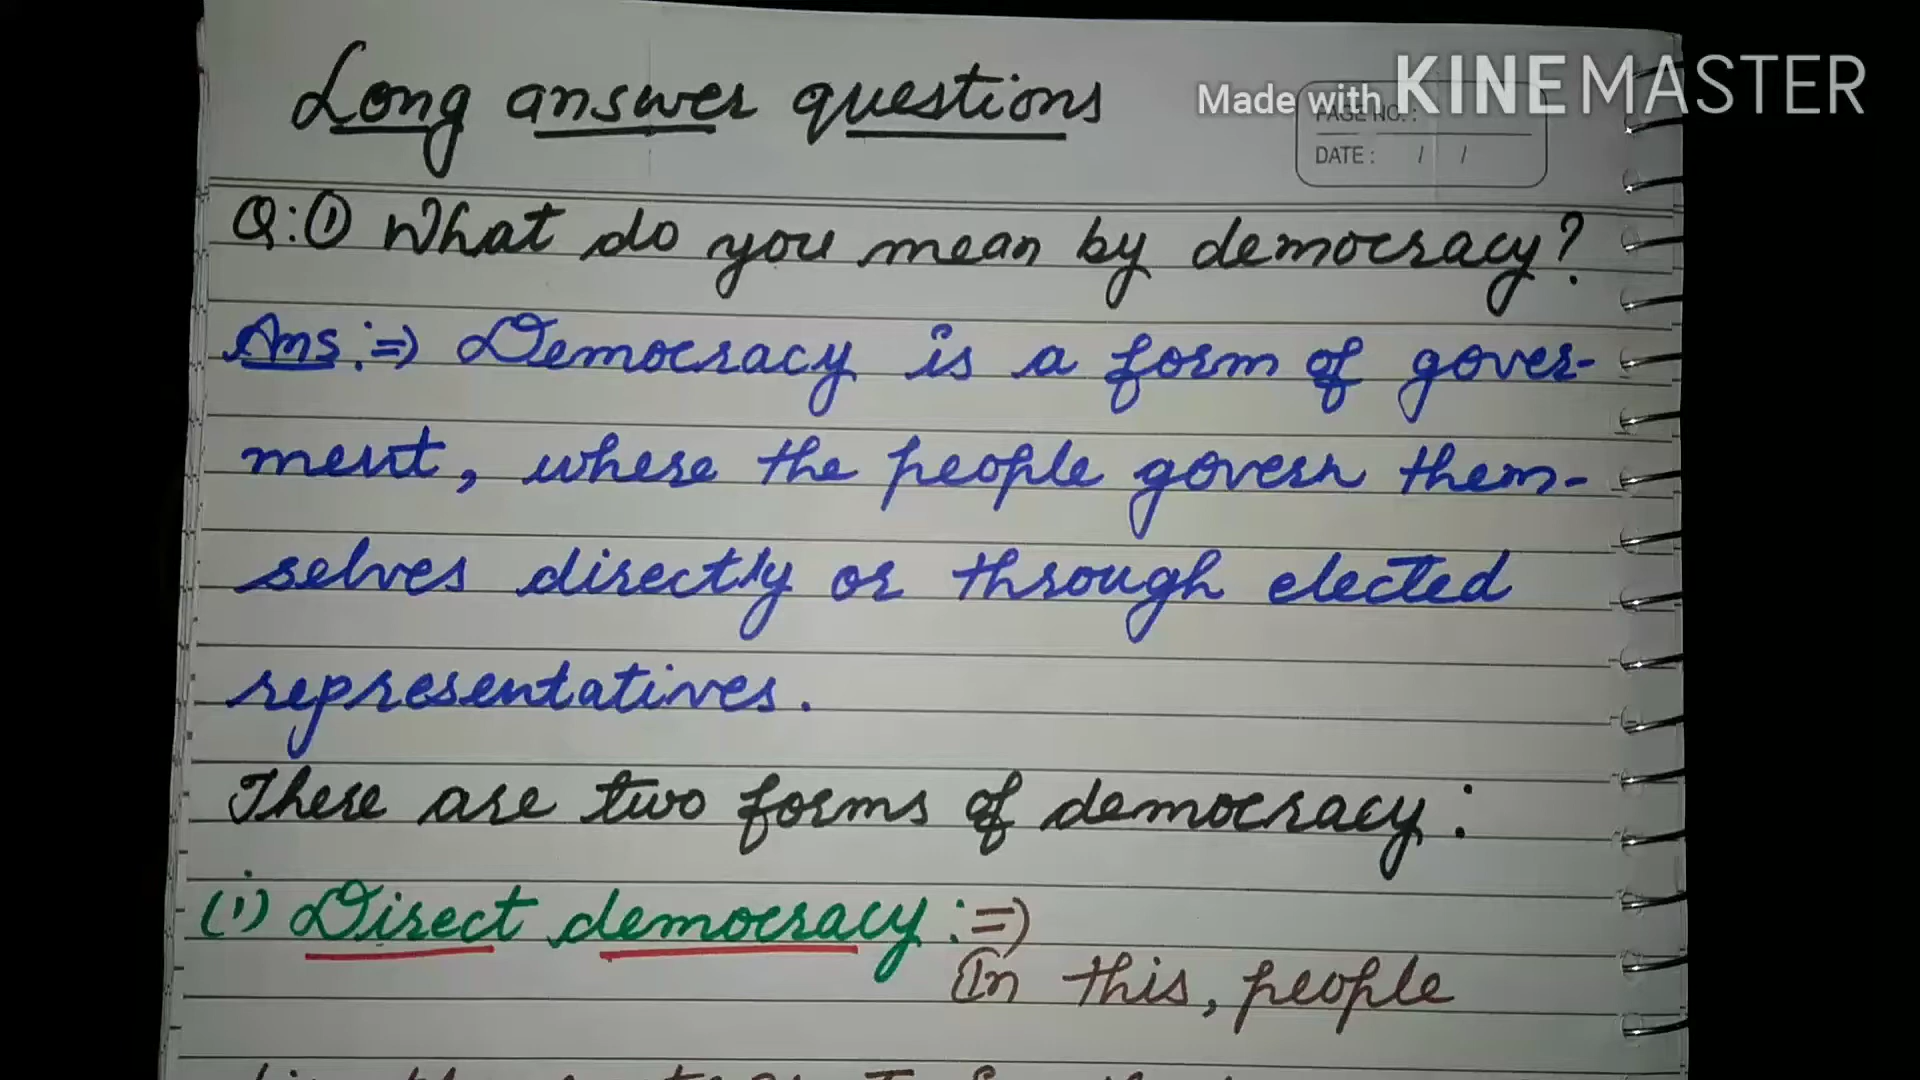 Long answer questions
Made with KINEMASTER
PAGE NO.:
DATE: / /
Q:① What do you mean by democracy?
Ans:⇒ Democracy is a form of gover-
ment, where the people govern them-
selves directly or through elected
representatives.
There are two forms of democracy:
(i) Direct democracy:⇒
In this, people